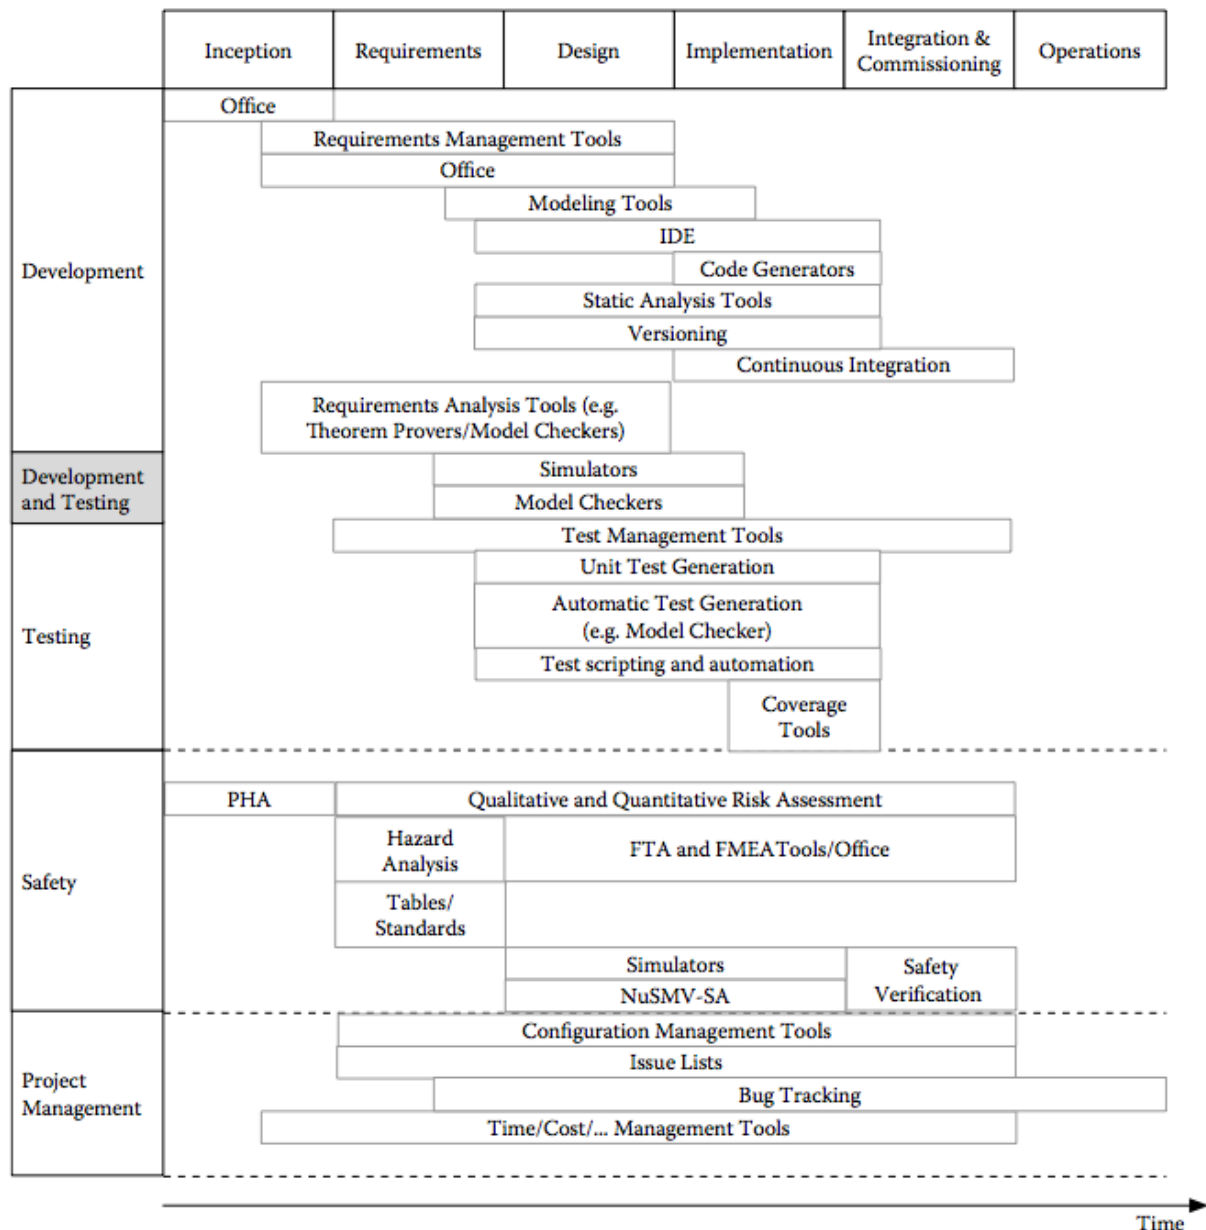 Inception
Requirements
Design
Implementation
Integration &
Commissioning
Operations
Development
Office
Requirements Management Tools
Office
Modeling Tools
IDE
Code Generators
Static Analysis Tools
Versioning
Continuous Integration
Requirements Analysis Tools (e.g.
Theorem Provers/Model Checkers)
Development
and Testing
Simulators
Model Checkers
Testing
Test Management Tools
Unit Test Generation
Automatic Test Generation
(e.g. Model Checker)
Test scripting and automation
Coverage
Tools
Safety
PHA
Qualitative and Quantitative Risk Assessment
Hazard
Analysis
FTA and FMEATools/Office
Tables/
Standards
Simulators
NuSMV-SA
Safety
Verification
Project
Management
Configuration Management Tools
Issue Lists
Bug Tracking
Time/Cost/... Management Tools
Time